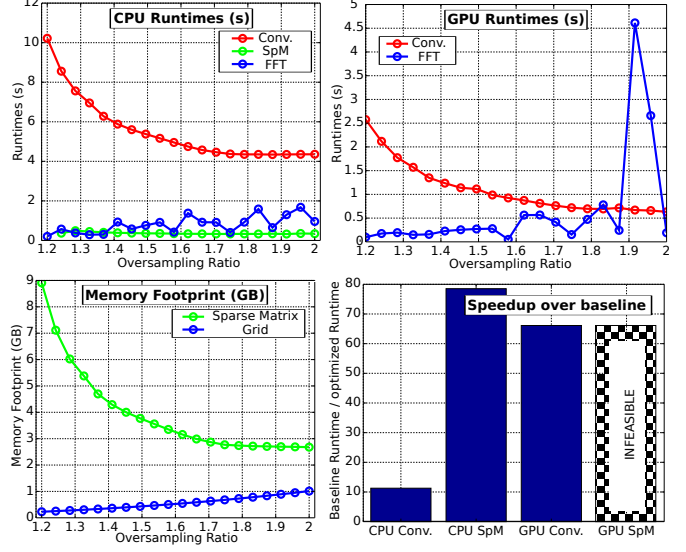 CPU Runtimes (s)
Conv.
SpM
FFT
Runtimes (s)
12
10
8
6
4
2
0
1.2 1.3 1.4 1.5 1.6 1.7 1.8 1.9 2
Oversampling Ratio
GPU Runtimes (s)
Conv.
FFT
Runtimes (s)
5
4.5
4
3.5
3
2.5
2
1.5
1
0.5
0
1.2 1.3 1.4 1.5 1.6 1.7 1.8 1.9 2
Oversampling Ratio
Memory Footprint (GB)
Sparse Matrix
Grid
Memory Footprint (GB)
9
8
7
6
5
4
3
2
1
0
1.2 1.3 1.4 1.5 1.6 1.7 1.8 1.9 2
Oversampling Ratio
Speedup over baseline
Baseline Runtime / optimized Runtime
80
70
60
50
40
30
20
10
0
INFEASIBLE
CPU Conv. CPU SpM GPU Conv. GPU SpM